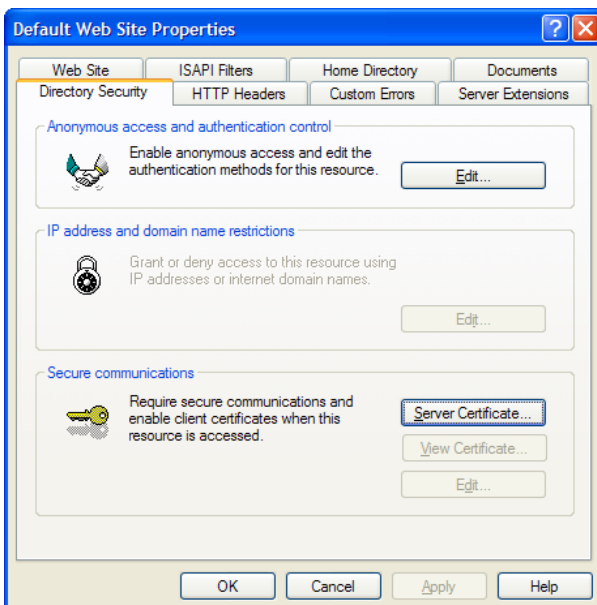 Default Web Site Properties
Web Site
ISAPI Filters
Home Directory
Documents
Directory Security
HTTP Headers
Custom Errors
Server Extensions
Anonymous access and authentication control
Enable anonymous access and edit the
authentication methods for this resource.
Edit...
IP address and domain name restrictions
Grant or deny access to this resource using
IP addresses or internet domain names.
Edit...
Secure communications
Require secure communications and
enable client certificates when this
resource is accessed.
Server Certificate...
View Certificate...
Edit...
OK
Cancel
Apply
Help